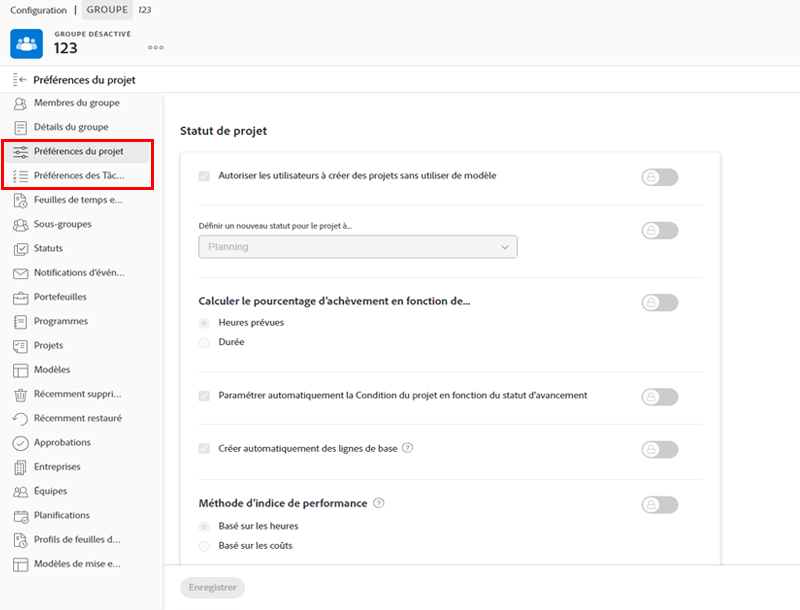 Configuration | GROUPE 123
GROUPE DÉSACTIVÉ
123
Préférences du projet
Membres du groupe
Détails du groupe
Préférences du projet
Préférences des Tâc...
Feuilles de temps e...
Sous-groupes
Statuts
Notifications d'évén...
Portefeuilles
Programmes
Projets
Modèles
Récemment suppri...
Récemment restauré
Approbations
Entreprises
Équipes
Planifications
Profils de feuilles d...
Modèles de mise e...
Statut de projet
Autoriser les utilisateurs à créer des projets sans utiliser de modèle
Définir un nouveau statut pour le projet à...
Planning
Calculer le pourcentage d'achèvement en fonction de...
Heures prévues
Durée
Paramétrer automatiquement la Condition du projet en fonction du statut d'avancement
Créer automatiquement des lignes de base ?
Méthode d'indice de performance ?
Basé sur les heures
Basé sur les coûts
Enregistrer